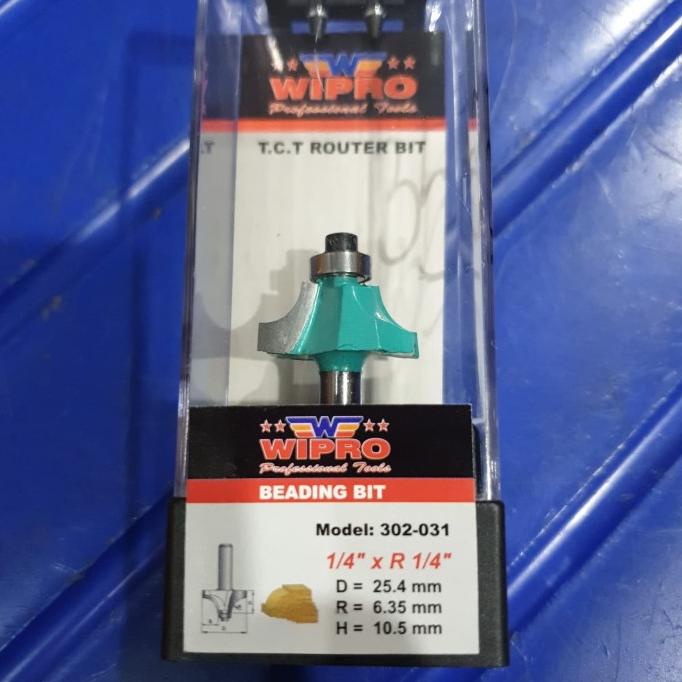 WIPRO
Professional Tools
.T
T.C.T ROUTER BIT
W
WIPRO
Professional Tools
BEADING BIT
Model: 302-031
1/4" x R 1/4"
D = 25.4 mm
R = 6.35 mm
H = 10.5 mm